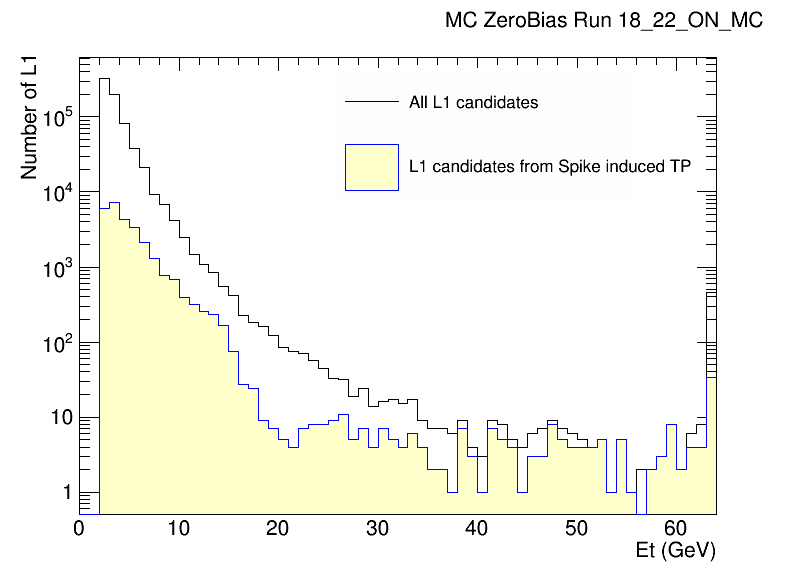 MC ZeroBias Run 18_22_ON_MC
Number of L1
All L1 candidates
L1 candidates from Spike induced TP
10^5
10^4
10^3
10^2
10
1
0 10 20 30 40 50 60
Et (GeV)